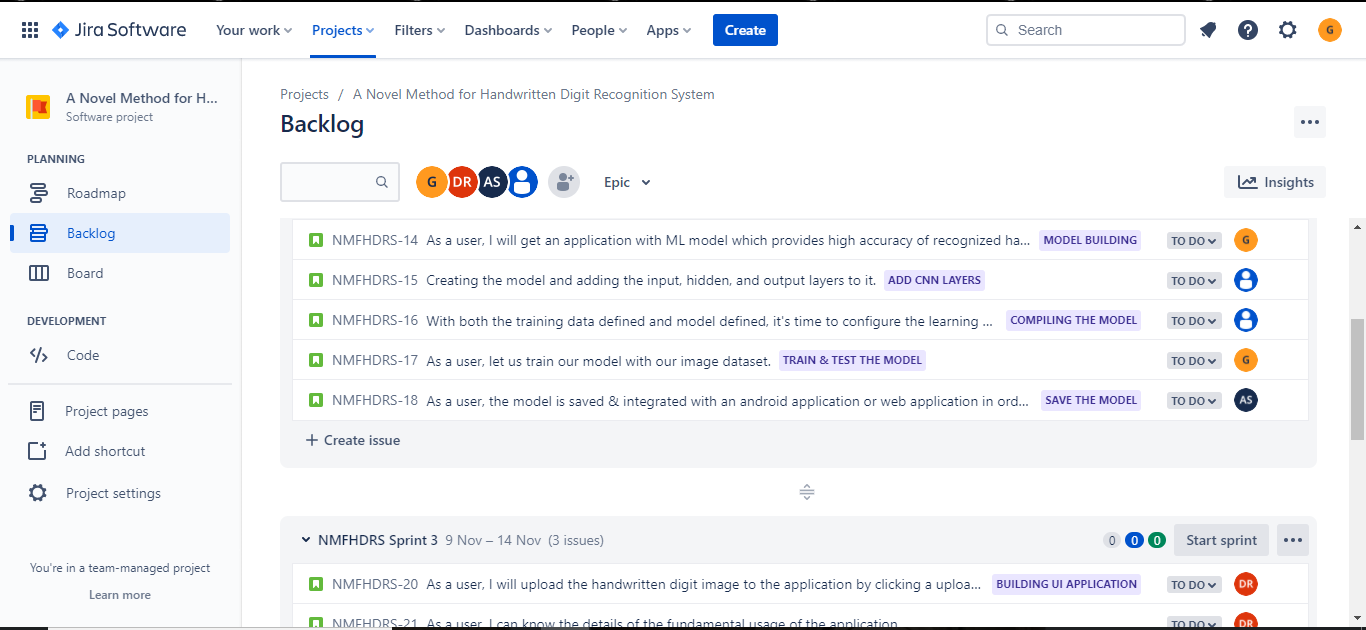 Jira Software Your work Projects Filters Dashboards People Apps Create Search G
A Novel Method for H...
Software project
PLANNING
Roadmap
Backlog
Board
DEVELOPMENT
Code
Project pages
Add shortcut
Project settings
You're in a team-managed project
Learn more
Projects / A Novel Method for Handwritten Digit Recognition System
Backlog
G DR AS Epic Insights
NMFHDRS-14 As a user, I will get an application with ML model which provides high accuracy of recognized ha... MODEL BUILDING TO DO G
NMFHDRS-15 Creating the model and adding the input, hidden, and output layers to it. ADD CNN LAYERS TO DO
NMFHDRS-16 With both the training data defined and model defined, it's time to configure the learning ... COMPILING THE MODEL TO DO
NMFHDRS-17 As a user, let us train our model with our image dataset. TRAIN & TEST THE MODEL TO DO G
NMFHDRS-18 As a user, the model is saved & integrated with an android application or web application in ord... SAVE THE MODEL TO DO AS
+ Create issue
NMFHDRS Sprint 3 9 Nov – 14 Nov (3 issues) 0 0 0 Start sprint
NMFHDRS-20 As a user, I will upload the handwritten digit image to the application by clicking a uploa... BUILDING UI APPLICATION TO DO DR
NMFHDRS-21 As a user, I can know the details of the fundamental usage of the application. TO DO DR